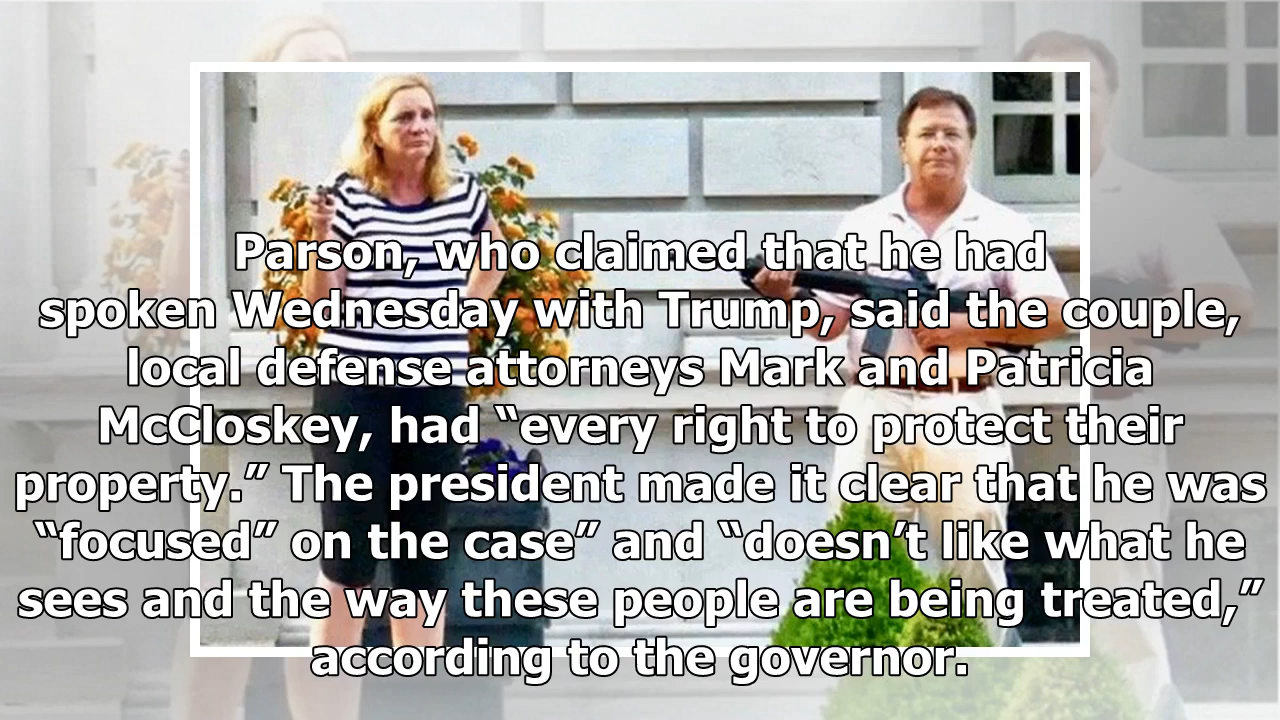 Parson, who claimed that he had
spoken Wednesday with Trump, said the couple,
local defense attorneys Mark and Patricia
McCloskey, had “every right to protect their
property.” The president made it clear that he was
“focused” on the case” and “doesn’t like what he
sees and the way these people are being treated,”
according to the governor.